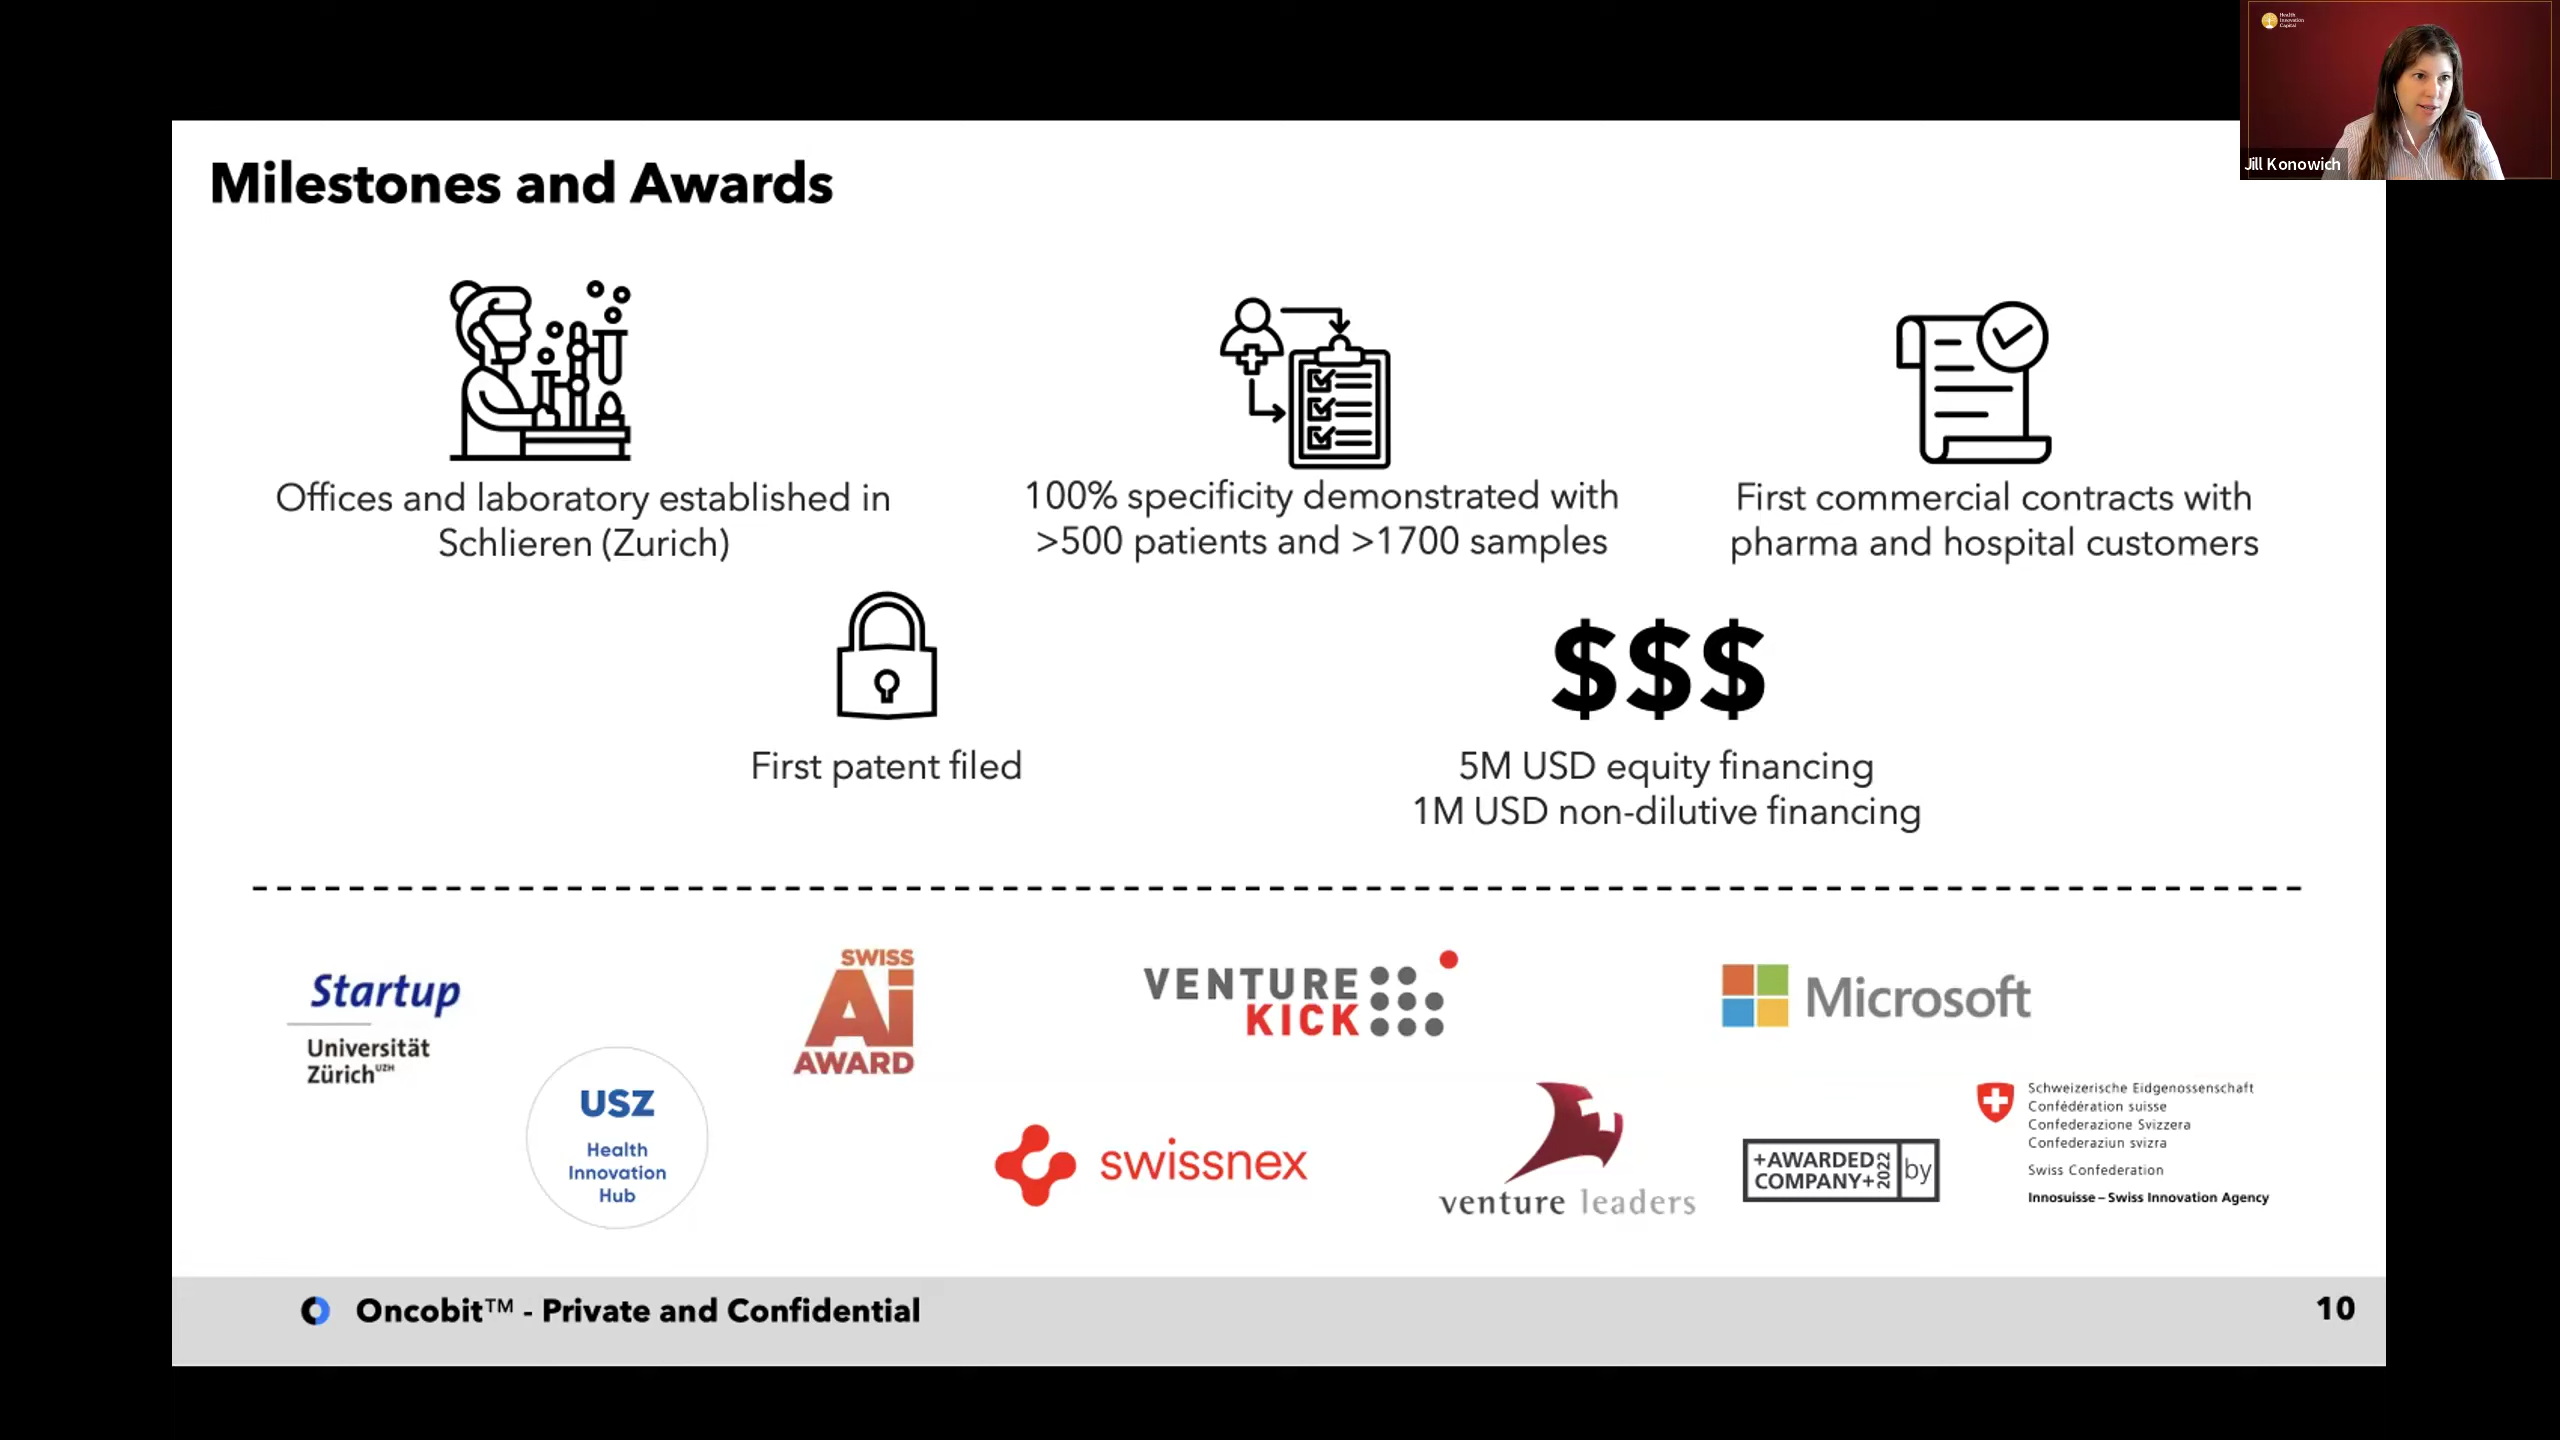 Health
Innovation
Capital
Jill Konowich
Milestones and Awards
Offices and laboratory established in
Schlieren (Zurich)
100% specificity demonstrated with
>500 patients and >1700 samples
First commercial contracts with
pharma and hospital customers
First patent filed
$$$
5M USD equity financing
1M USD non-dilutive financing
Startup
Universität
Zürich UZH
USZ
Health
Innovation
Hub
SWISS
Ai
AWARD
VENTURE
KICK
Microsoft
swissnex
venture leaders
+AWARDED
COMPANY+
2022
by
Schweizerische Eidgenossenschaft
Confédération suisse
Confederazione Svizzera
Confederaziun svizra
Swiss Confederation
Innosuisse – Swiss Innovation Agency
Oncobit™ - Private and Confidential
10